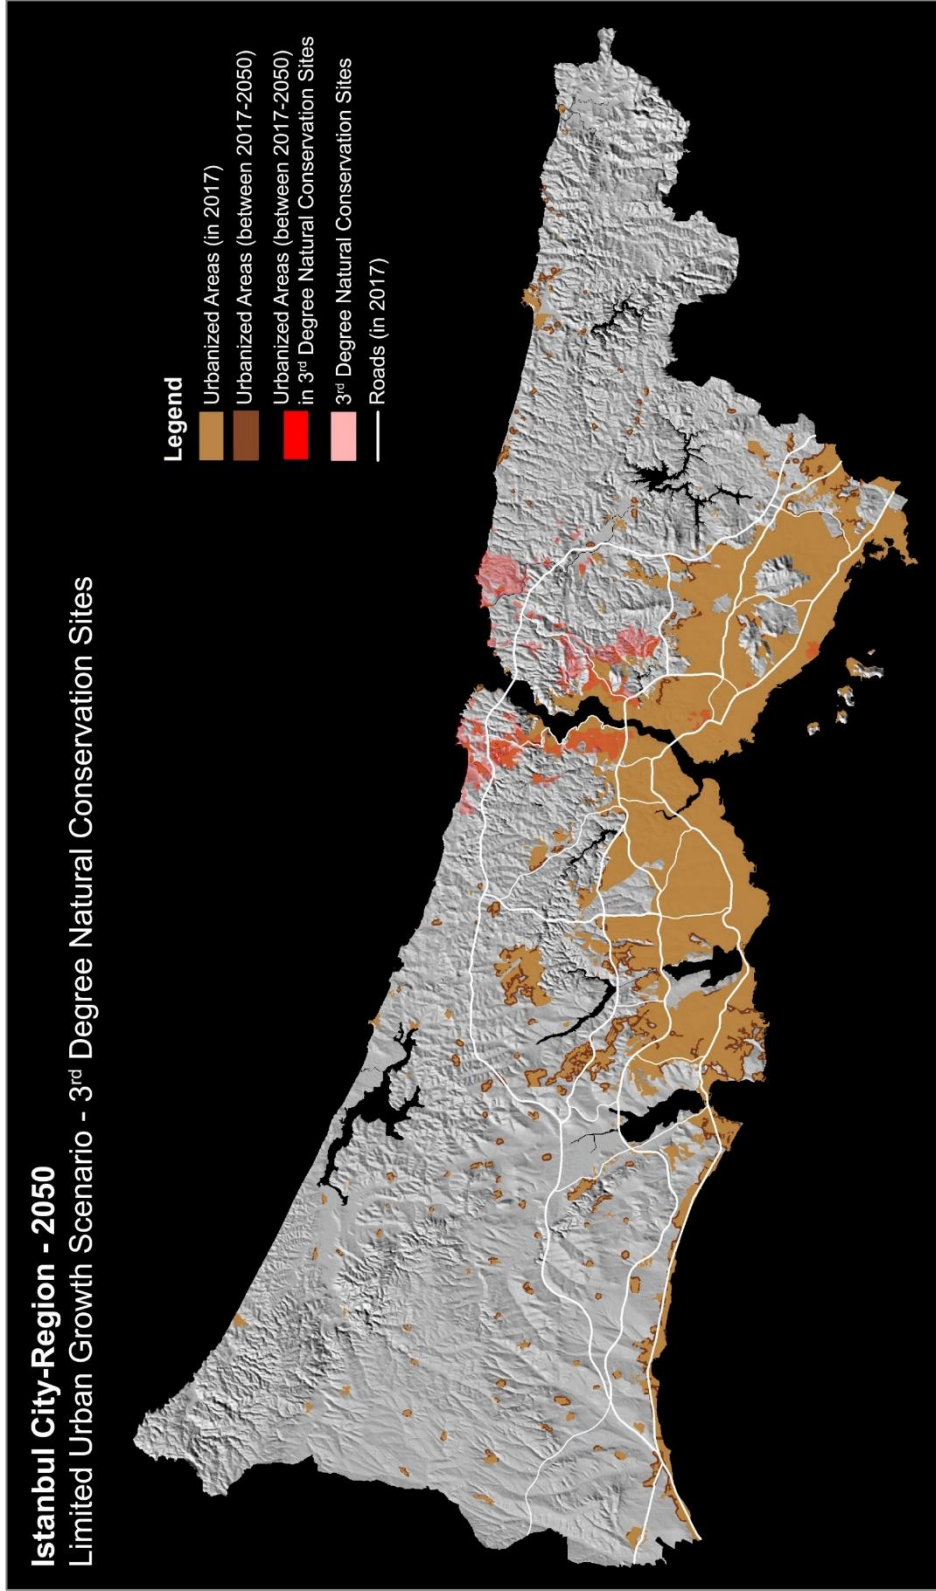 Istanbul City-Region - 2050
Limited Urban Growth Scenario - 3rd Degree Natural Conservation Sites
Legend
Urbanized Areas (in 2017)
Urbanized Areas (between 2017-2050)
Urbanized Areas (between 2017-2050)
in 3rd Degree Natural Conservation Sites
3rd Degree Natural Conservation Sites
Roads (in 2017)